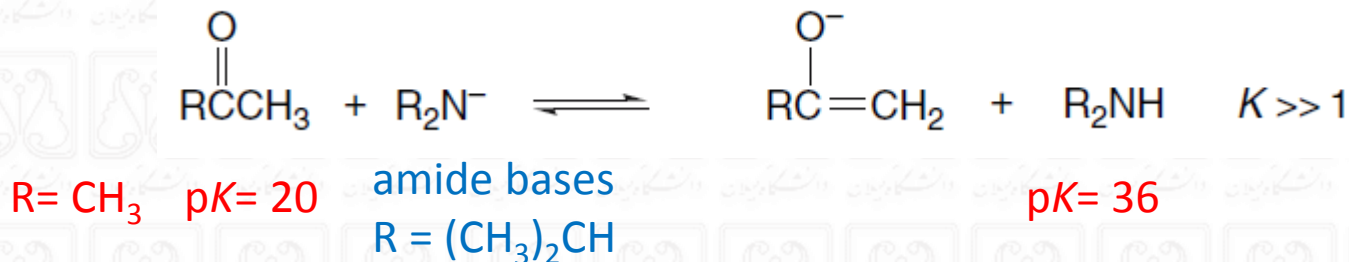 O O⁻
RCCH₃ + R₂N⁻ ⇌ RC=CH₂ + R₂NH K >> 1
R= CH₃ pK= 20 amide bases pK= 36
R = (CH₃)₂CH